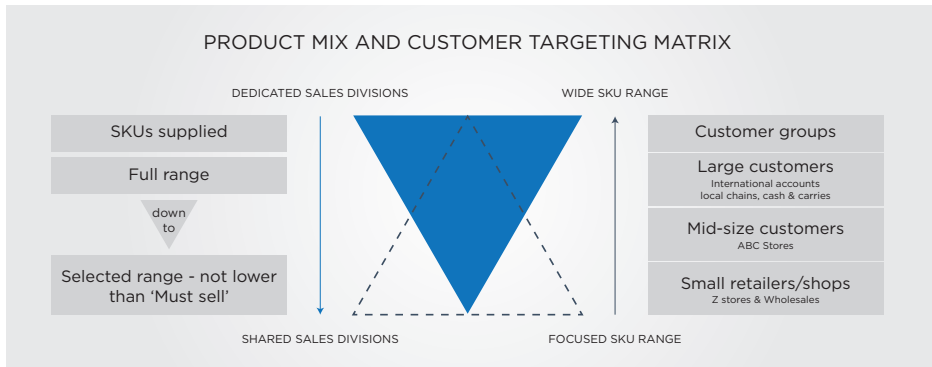 PRODUCT MIX AND CUSTOMER TARGETING MATRIX
DEDICATED SALES DIVISIONS
WIDE SKU RANGE
SKUs supplied
Full range
down
to
Selected range - not lower
than ‘Must sell’
Customer groups
Large customers
International accounts
local chains, cash & carries
Mid-size customers
ABC Stores
Small retailers/shops
Z stores & Wholesales
SHARED SALES DIVISIONS
FOCUSED SKU RANGE